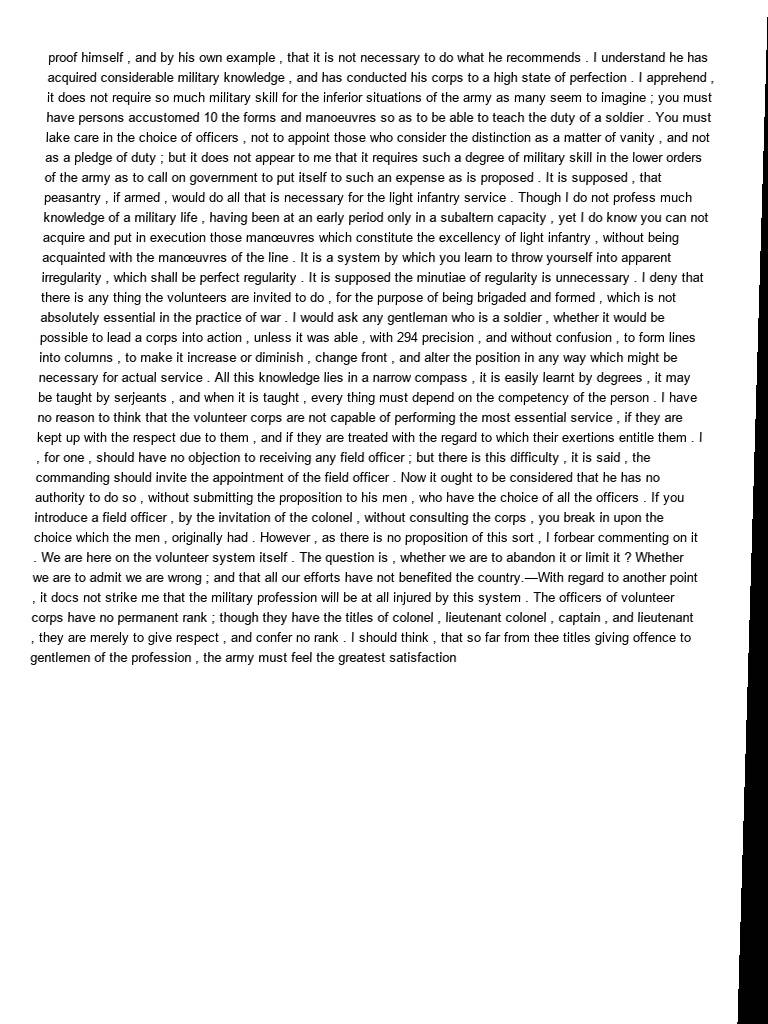 proof himself , and by his own example , that it is not necessary to do what he recommends . I understand he has
acquired considerable military knowledge , and has conducted his corps to a high state of perfection . I apprehend ,
it does not require so much military skill for the inferior situations of the army as many seem to imagine ; you must
have persons accustomed 10 the forms and manoeuvres so as to be able to teach the duty of a soldier . You must
lake care in the choice of officers , not to appoint those who consider the distinction as a matter of vanity , and not
as a pledge of duty ; but it does not appear to me that it requires such a degree of military skill in the lower orders
of the army as to call on government to put itself to such an expense as is proposed . It is supposed , that
peasantry , if armed , would do all that is necessary for the light infantry service . Though I do not profess much
knowledge of a military life , having been at an early period only in a subaltern capacity , yet I do know you can not
acquire and put in execution those manœuvres which constitute the excellency of light infantry , without being
acquainted with the manœuvres of the line . It is a system by which you learn to throw yourself into apparent
irregularity , which shall be perfect regularity . It is supposed the minutiae of regularity is unnecessary . I deny that
there is any thing the volunteers are invited to do , for the purpose of being brigaded and formed , which is not
absolutely essential in the practice of war . I would ask any gentleman who is a soldier , whether it would be
possible to lead a corps into action , unless it was able , with 294 precision , and without confusion , to form lines
into columns , to make it increase or diminish , change front , and alter the position in any way which might be
necessary for actual service . All this knowledge lies in a narrow compass , it is easily learnt by degrees , it may
be taught by serjeants , and when it is taught , every thing must depend on the competency of the person . I have
no reason to think that the volunteer corps are not capable of performing the most essential service , if they are
kept up with the respect due to them , and if they are treated with the regard to which their exertions entitle them . I
, for one , should have no objection to receiving any field officer ; but there is this difficulty , it is said , the
commanding should invite the appointment of the field officer . Now it ought to be considered that he has no
authority to do so , without submitting the proposition to his men , who have the choice of all the officers . If you
introduce a field officer , by the invitation of the colonel , without consulting the corps , you break in upon the
choice which the men , originally had . However , as there is no proposition of this sort , I forbear commenting on it
. We are here on the volunteer system itself . The question is , whether we are to abandon it or limit it ? Whether
we are to admit we are wrong ; and that all our efforts have not benefited the country.—With regard to another point
, it docs not strike me that the military profession will be at all injured by this system . The officers of volunteer
corps have no permanent rank ; though they have the titles of colonel , lieutenant colonel , captain , and lieutenant
, they are merely to give respect , and confer no rank . I should think , that so far from thee titles giving offence to
gentlemen of the profession , the army must feel the greatest satisfaction